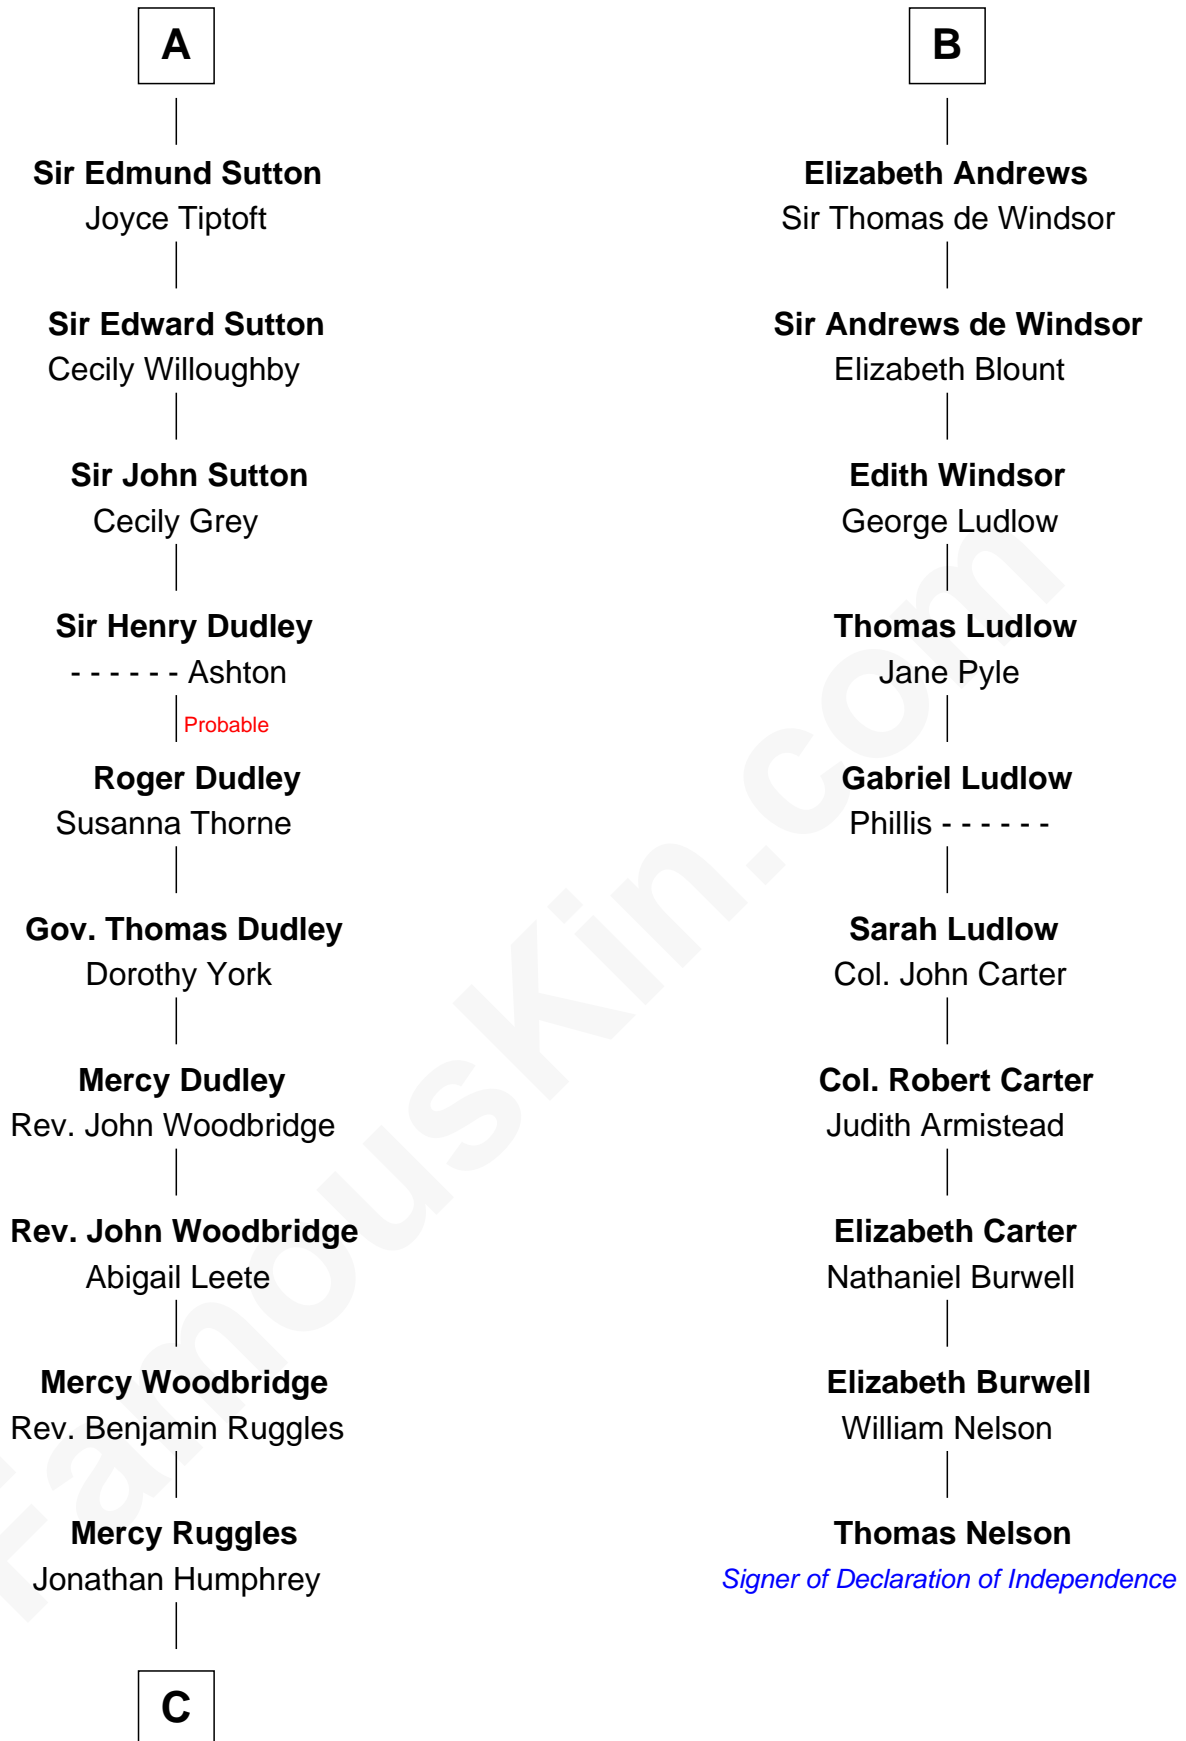 A
Sir Edmund Sutton
Joyce Tiptoft
Sir Edward Sutton
Cecily Willoughby
Sir John Sutton
Cecily Grey
Sir Henry Dudley
- - - - - - Ashton
Probable
Roger Dudley
Susanna Thorne
Gov. Thomas Dudley
Dorothy York
Mercy Dudley
Rev. John Woodbridge
Rev. John Woodbridge
Abigail Leete
Mercy Woodbridge
Rev. Benjamin Ruggles
Mercy Ruggles
Jonathan Humphrey
C
B
Elizabeth Andrews
Sir Thomas de Windsor
Sir Andrews de Windsor
Elizabeth Blount
Edith Windsor
George Ludlow
Thomas Ludlow
Jane Pyle
Gabriel Ludlow
Phillis - - - - - -
Sarah Ludlow
Col. John Carter
Col. Robert Carter
Judith Armistead
Elizabeth Carter
Nathaniel Burwell
Elizabeth Burwell
William Nelson
Thomas Nelson
Signer of Declaration of Independence
FamousKin.com